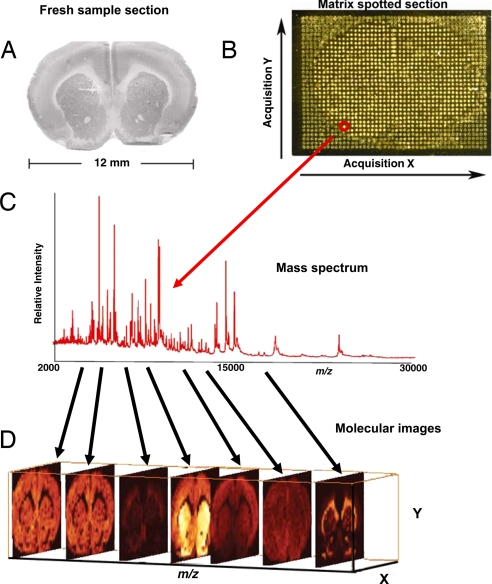 Fresh sample section
Matrix spotted section
A
B
Acquisition Y
12 mm
Acquisition X
C
Relative Intensity
Mass spectrum
2000
15000
m/z
30000
Molecular images
D
Y
m/z
X